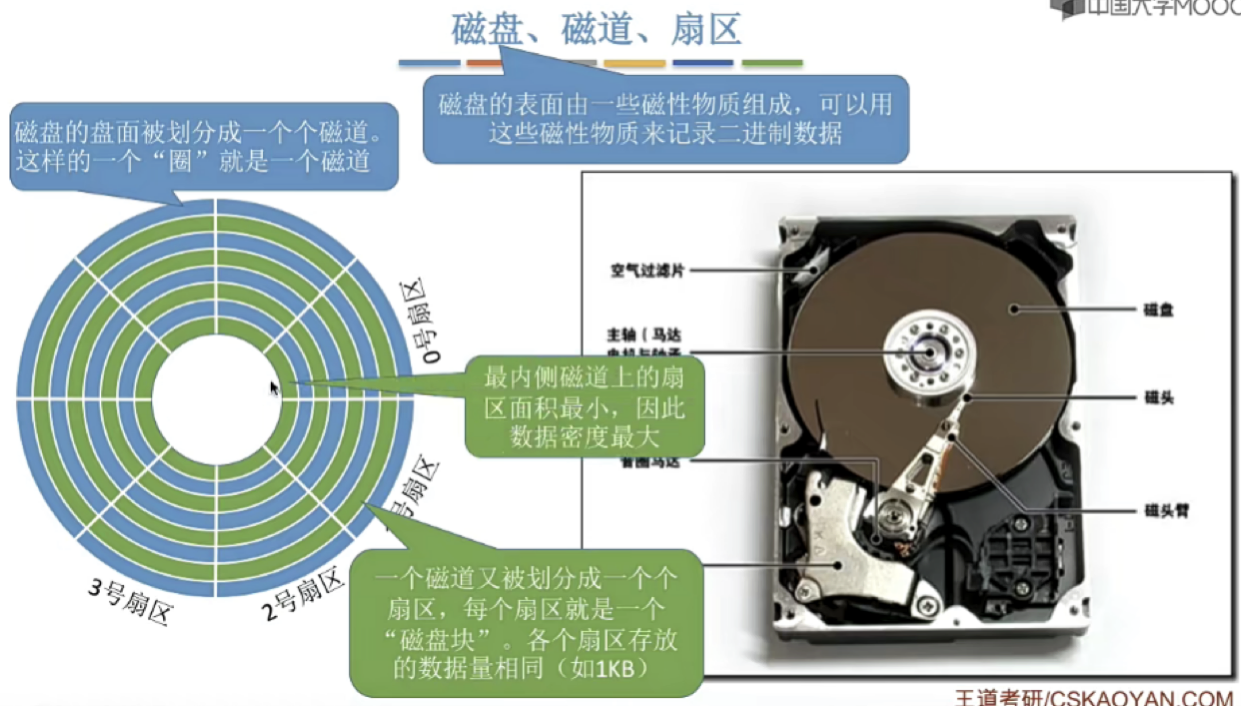 中国大学MOOC
磁盘、磁道、扇区
磁盘的表面由一些磁性物质组成，可以用
这些磁性物质来记录二进制数据
磁盘的盘面被划分成一个个磁道。
这样的一个“圈”就是一个磁道
0号扇区
号扇区
2号扇区
3号扇区
最内侧磁道上的扇
区面积最小，因此
数据密度最大
一个磁道又被划分成一个个
扇区，每个扇区就是一个
“磁盘块”。各个扇区存放
的数据量相同（如1KB）
空气过滤片
主轴（马达
音圈马达
磁盘
磁头
磁头臂
王道考研/CSKAOYAN.COM